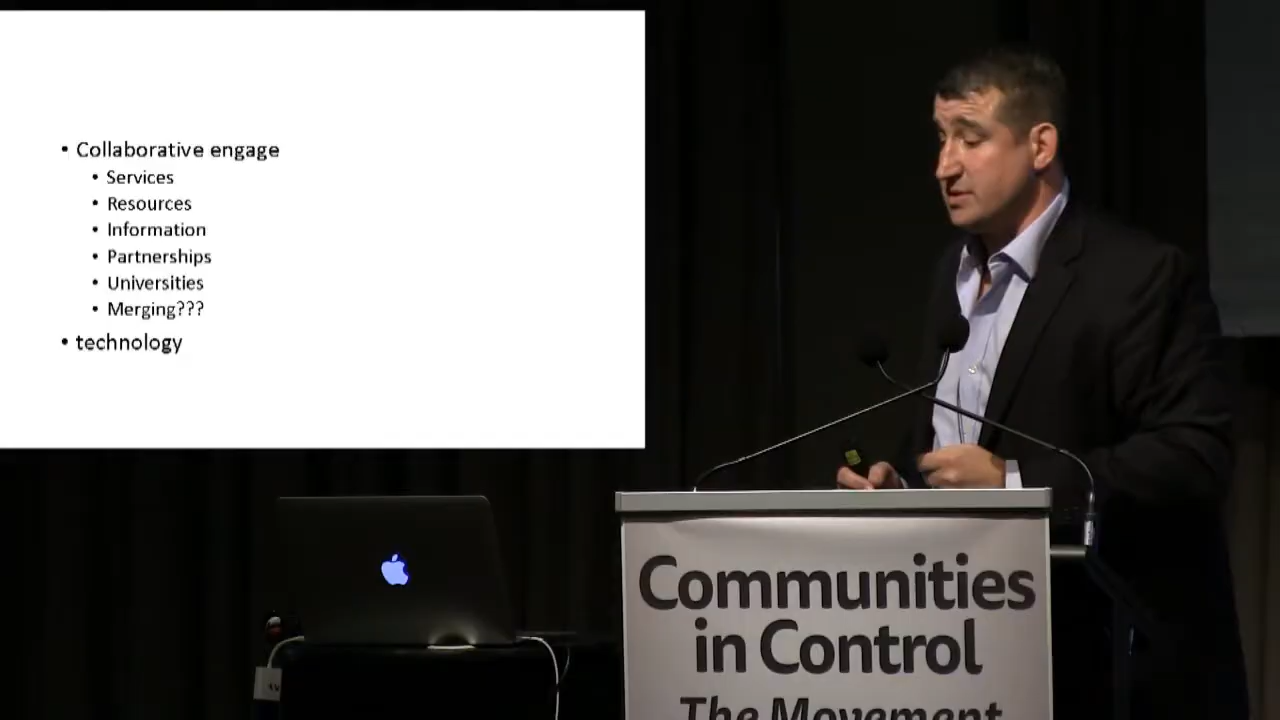 • Collaborative engage
• Services
• Resources
• Information
• Partnerships
• Universities
• Merging???
• technology
Communities
in Control
The Movement